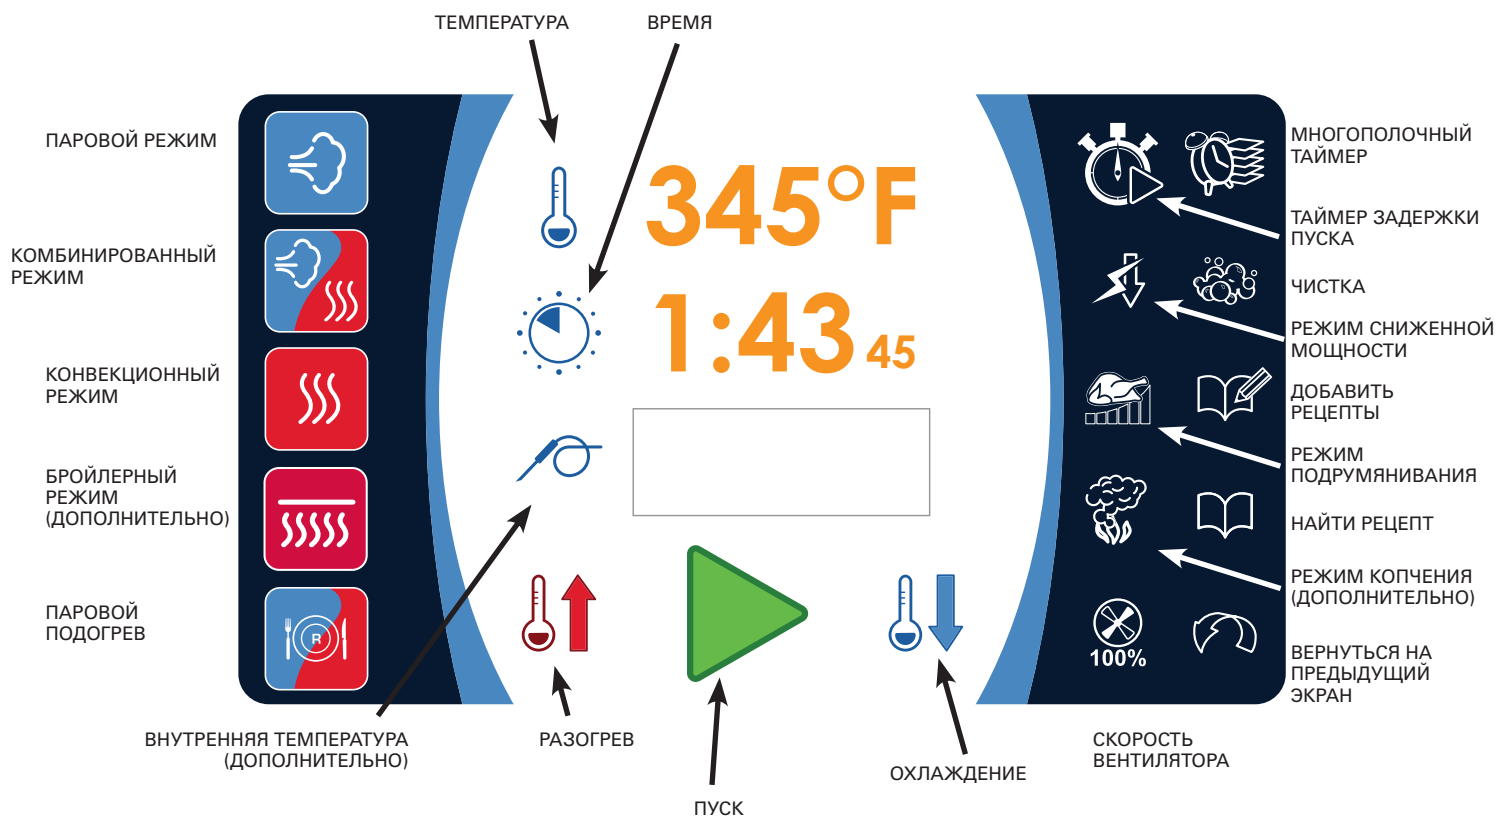 ТЕМПЕРАТУРА
ВРЕМЯ
ПАРОВОЙ РЕЖИМ
КОМБИНИРОВАННЫЙ
РЕЖИМ
КОНВЕКЦИОННЫЙ
РЕЖИМ
БРОЙЛЕРНЫЙ
РЕЖИМ
(ДОПОЛНИТЕЛЬНО)
ПАРОВОЙ
ПОДОГРЕВ
R
345°F
1:43 45
100%
МНОГОПОЛОЧНЫЙ
ТАЙМЕР
ТАЙМЕР ЗАДЕРЖКИ
ПУСКА
ЧИСТКА
РЕЖИМ СНИЖЕННОЙ
МОЩНОСТИ
ДОБАВИТЬ
РЕЦЕПТЫ
РЕЖИМ
ПОДРУМЯНИВАНИЯ
НАЙТИ РЕЦЕПТ
РЕЖИМ КОПЧЕНИЯ
(ДОПОЛНИТЕЛЬНО)
ВЕРНУТЬСЯ НА
ПРЕДЫДУЩИЙ
ЭКРАН
ВНУТРЕННЯЯ ТЕМПЕРАТУРА
(ДОПОЛНИТЕЛЬНО)
РАЗОГРЕВ
ПУСК
ОХЛАЖДЕНИЕ
СКОРОСТЬ
ВЕНТИЛЯТОРА